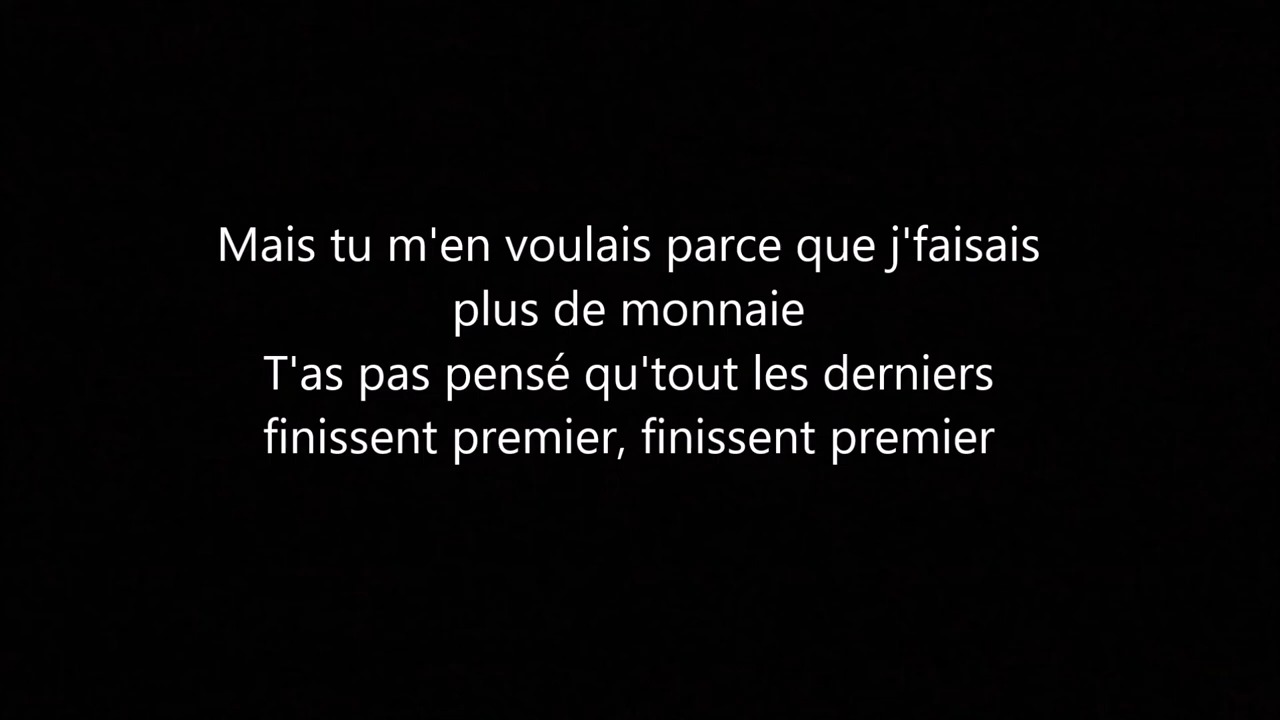 Mais tu m'en voulais parce que j'faisais
plus de monnaie
T'as pas pensé qu'tout les derniers
finissent premier, finissent premier